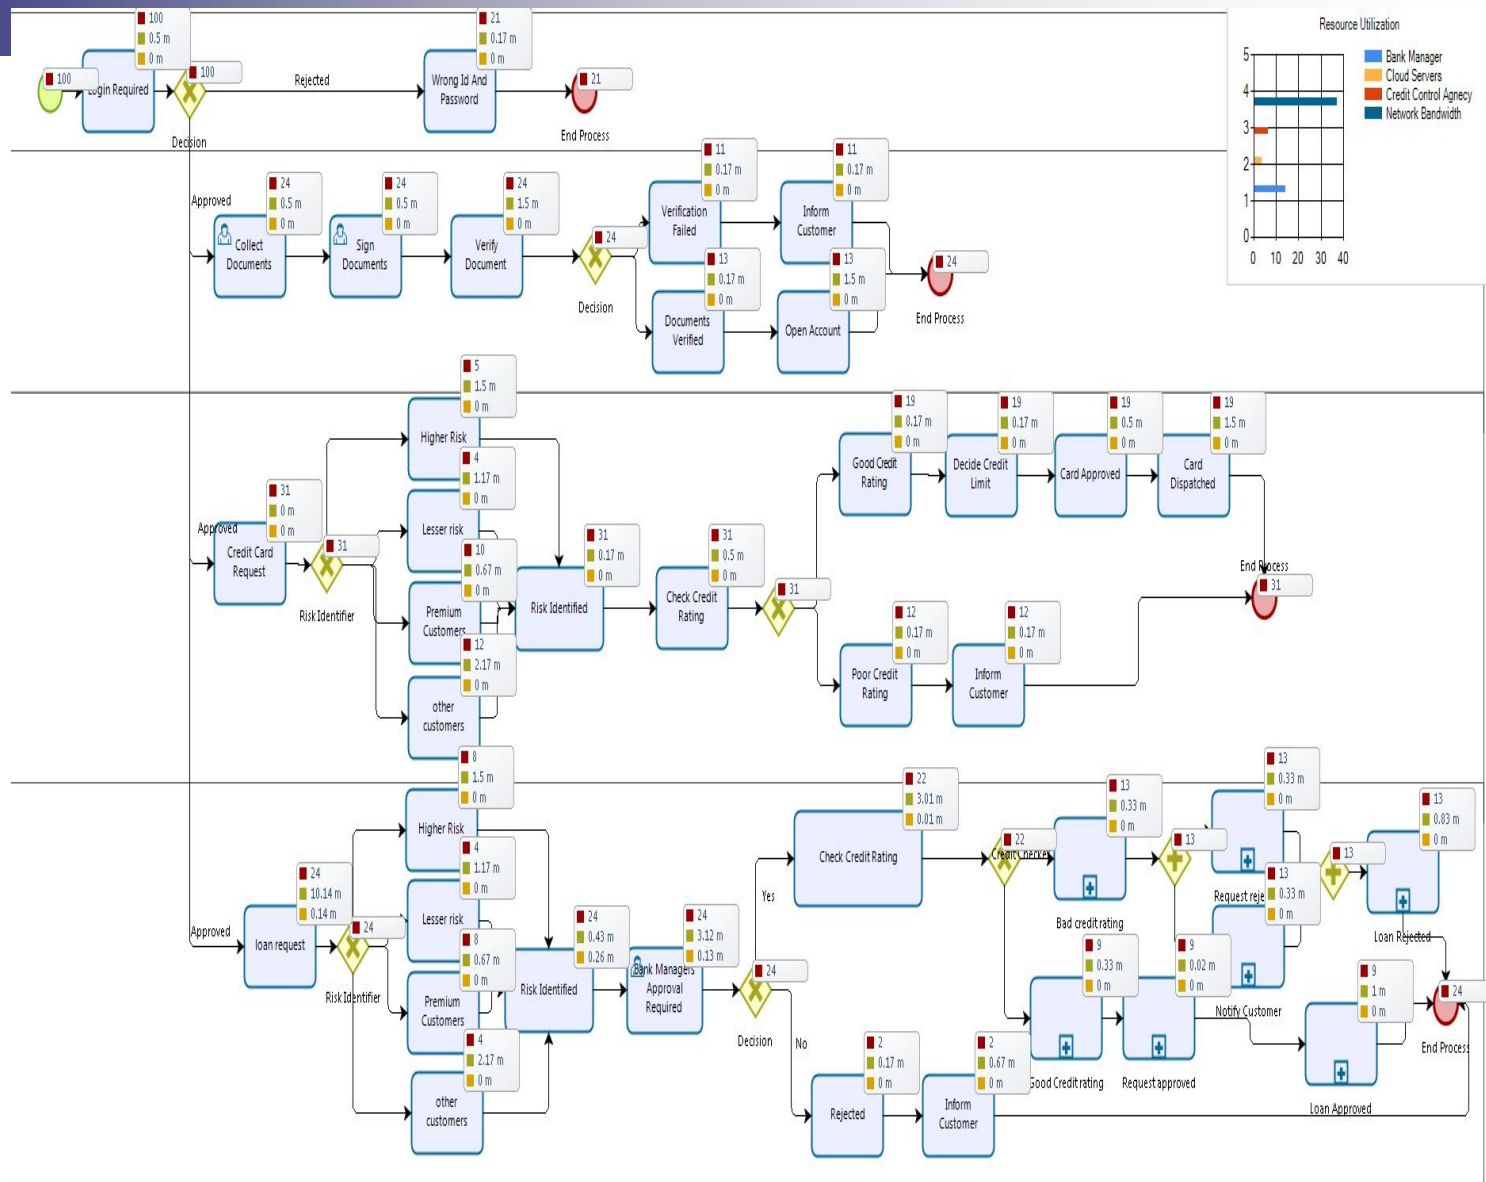 100
0.5 m
0 m
100
Login Required
100
Decision
Rejected
21
0.17 m
0 m
Wrong Id And
Password
21
End Process
Resource Utilization
5
4
3
2
1
0
0 10 20 30 40
Bank Manager
Cloud Servers
Credit Control Agnecy
Network Bandwidth
Approved
24
0.5 m
0 m
Collect
Documents
24
0.5 m
0 m
Sign
Documents
24
1.5 m
0 m
Verify
Document
24
Decision
11
0.17 m
0 m
Verification
Failed
11
0.17 m
0 m
Inform
Customer
13
0.17 m
0 m
Documents
Verified
13
1.5 m
0 m
Open Account
24
End Process
Approved
31
0 m
0 m
Credit Card
Request
31
Risk Identifier
5
1.5 m
0 m
Higher Risk
4
1.17 m
0 m
Lesser risk
10
0.67 m
0 m
Premium
Customers
12
2.17 m
0 m
other
customers
31
0.17 m
0 m
Risk Identified
31
0.5 m
0 m
Check Credit
Rating
31
19
0.17 m
0 m
Good Credit
Rating
19
0.17 m
0 m
Decide Credit
Limit
19
0.5 m
0 m
Card Approved
19
1.5 m
0 m
Card
Dispatched
12
0.17 m
0 m
Poor Credit
Rating
12
0.17 m
0 m
Inform
Customer
End Process
31
Approved
24
10.14 m
0.14 m
loan request
24
Risk Identifier
8
1.5 m
0 m
Higher Risk
4
1.17 m
0 m
Lesser risk
8
0.67 m
0 m
Premium
Customers
4
2.17 m
0 m
other
customers
24
0.43 m
0.26 m
Risk Identified
24
3.12 m
0.13 m
Bank Managers
Approval
Required
24
Decision
Yes
No
22
3.01 m
0.01 m
Check Credit Rating
22
Credit Checker
13
0.33 m
0 m
Bad credit rating
13
13
0.33 m
0 m
Request reje
13
0.33 m
0 m
Notify Customer
13
13
0.83 m
0 m
Loan Rejected
9
0.33 m
0 m
Good Credit rating
9
0.02 m
0 m
Request approved
9
1 m
0 m
Loan Approved
24
End Process
2
0.17 m
0 m
Rejected
2
0.67 m
0 m
Inform
Customer